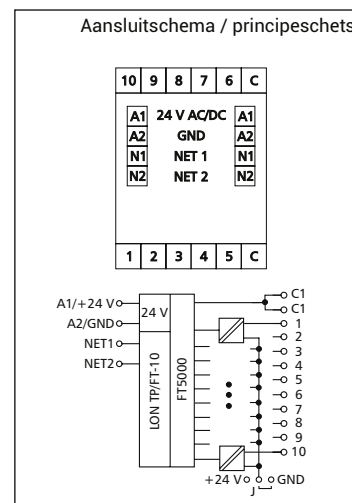 Aansluitschema / principeschets
10 9 8 7 6 C
A1 24 V AC/DC A1
A2 GND A2
N1 NET 1 N1
N2 NET 2 N2
1 2 3 4 5 C
A1/+24 V
A2/GND
NET1
NET2
24 V
LON TP/FT-10
FT5000
C1
C1
1
2
3
4
5
6
7
8
9
10
+24 V GND
J